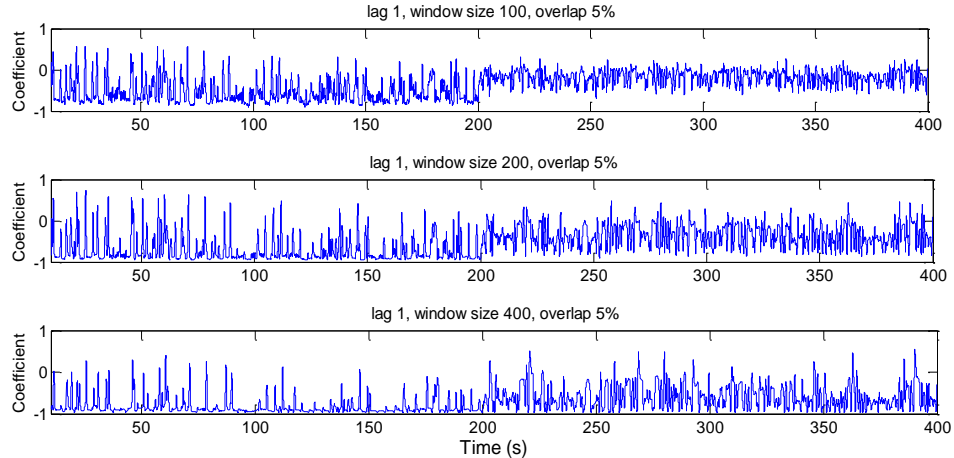 lag 1, window size 100, overlap 5%
Coefficient
1
0
-1
50 100 150 200 250 300 350 400
lag 1, window size 200, overlap 5%
Coefficient
1
0
-1
50 100 150 200 250 300 350 400
lag 1, window size 400, overlap 5%
Coefficient
1
0
-1
50 100 150 200 250 300 350 400
Time (s)